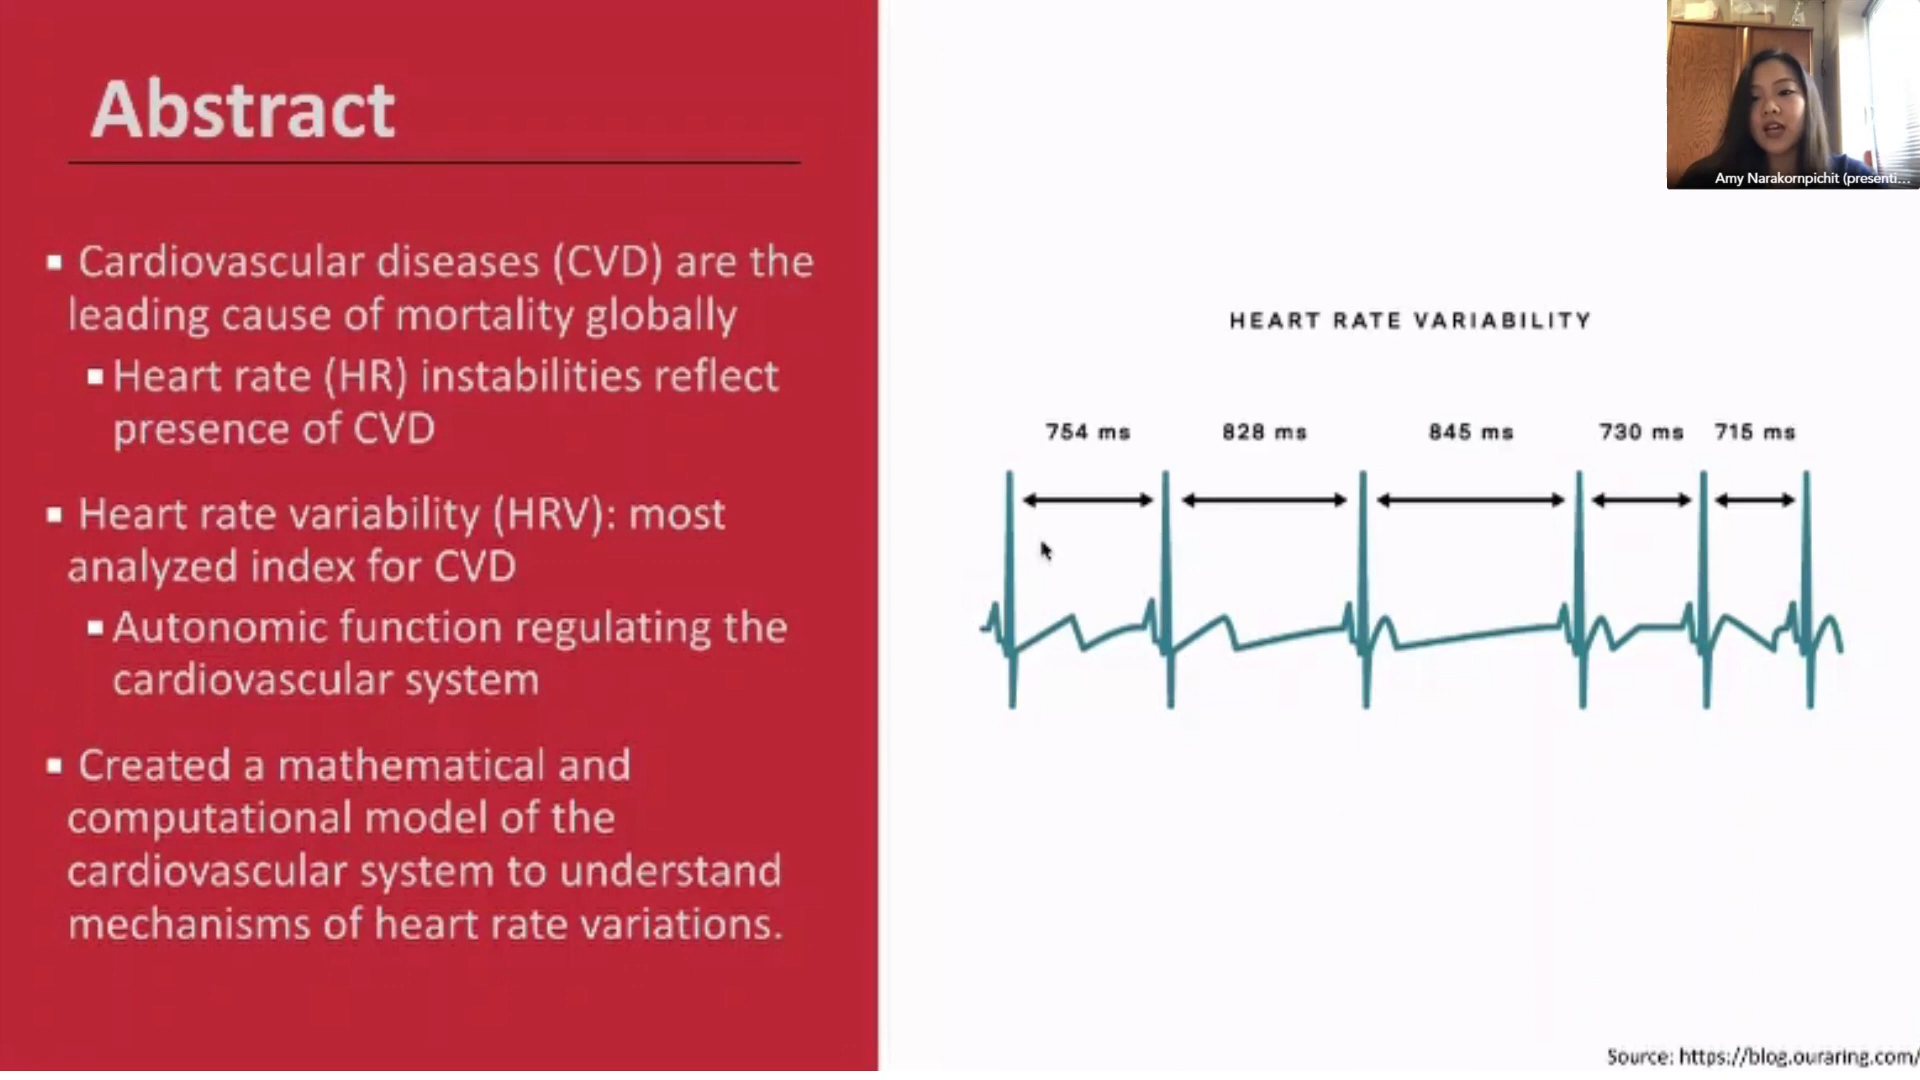 Abstract
▪ Cardiovascular diseases (CVD) are the
leading cause of mortality globally
▪ Heart rate (HR) instabilities reflect
presence of CVD
▪ Heart rate variability (HRV): most
analyzed index for CVD
▪ Autonomic function regulating the
cardiovascular system
▪ Created a mathematical and
computational model of the
cardiovascular system to understand
mechanisms of heart rate variations.
HEART RATE VARIABILITY
754 ms 828 ms 845 ms 730 ms 715 ms
Source: https://blog.ouraring.com/
Amy Narakornpichit (presenti...